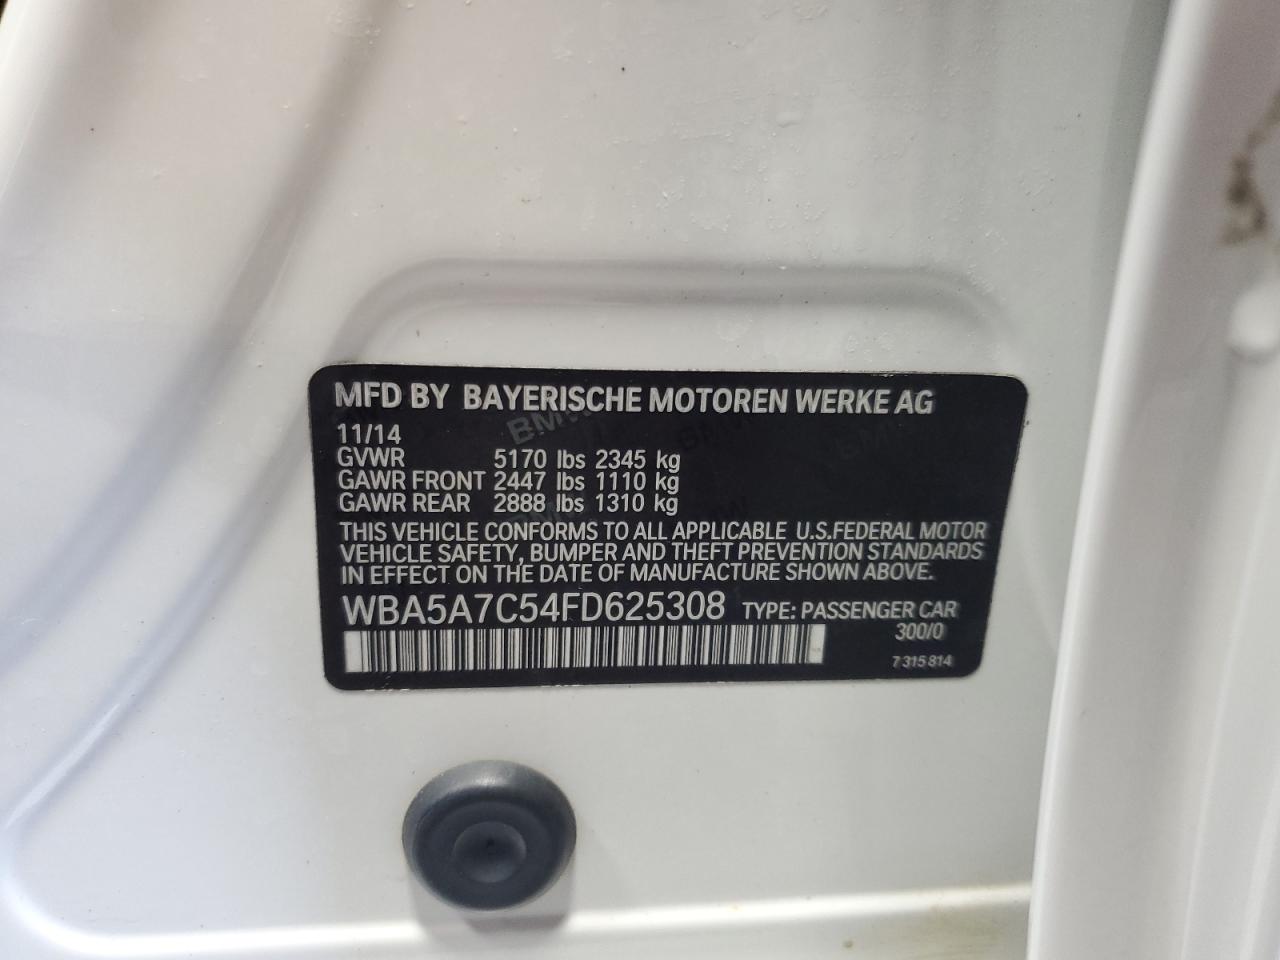 MFD BY BAYERISCHE MOTOREN WERKE AG
11/14
GVWR 5170 lbs 2345 kg
GAWR FRONT 2447 lbs 1110 kg
GAWR REAR 2888 lbs 1310 kg
THIS VEHICLE CONFORMS TO ALL APPLICABLE U.S.FEDERAL MOTOR
VEHICLE SAFETY, BUMPER AND THEFT PREVENTION STANDARDS
IN EFFECT ON THE DATE OF MANUFACTURE SHOWN ABOVE.
WBA5A7C54FD625308 TYPE: PASSENGER CAR
300/0
7 315 814